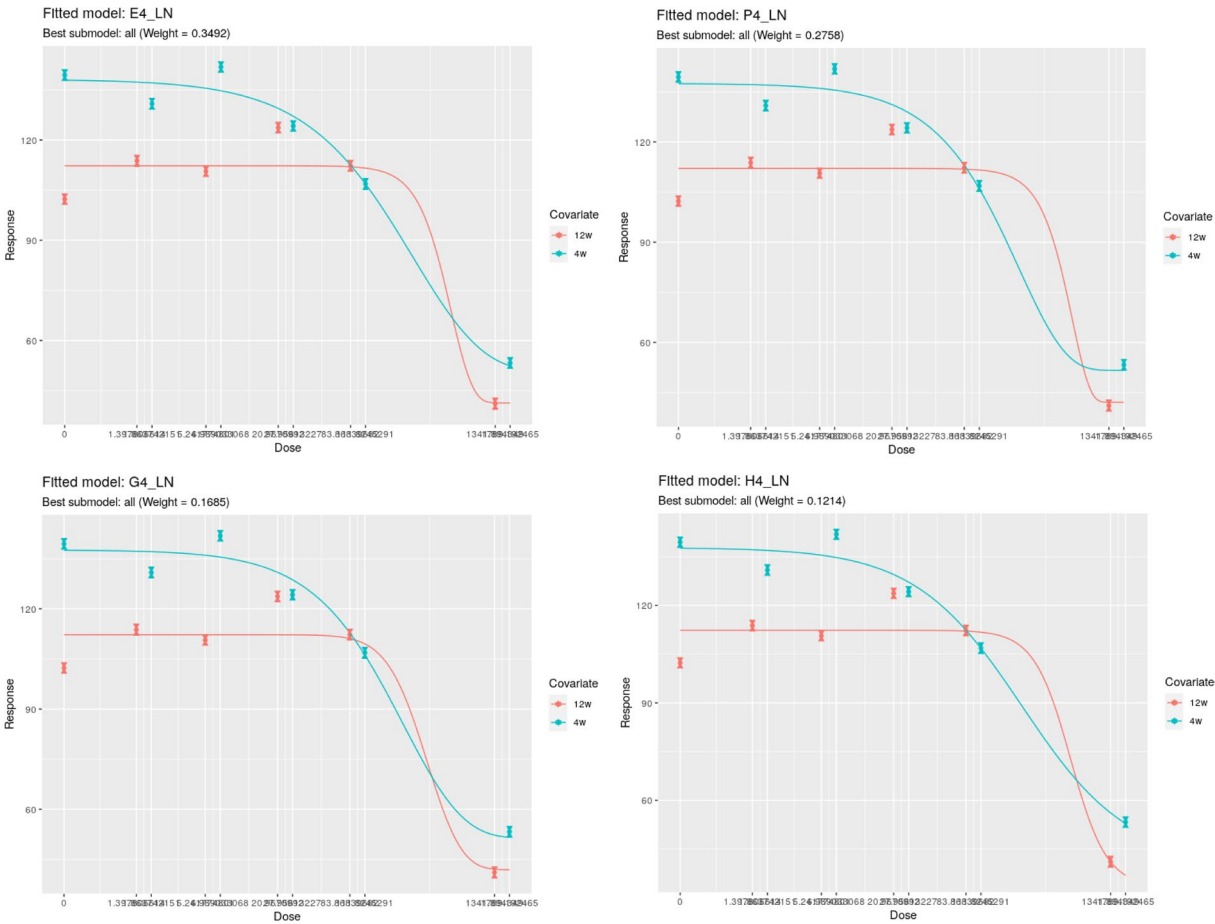 Fitted model: E4_LN
Best submodel: all (Weight = 0.3492)
120
90
60
Response
0
Dose
Covariate
12w
4w
Fitted model: P4_LN
Best submodel: all (Weight = 0.2758)
120
90
60
Response
0
Dose
Covariate
12w
4w
Fitted model: G4_LN
Best submodel: all (Weight = 0.1685)
120
90
60
Response
0
Dose
Covariate
12w
4w
Fitted model: H4_LN
Best submodel: all (Weight = 0.1214)
120
90
60
Response
0
Dose
Covariate
12w
4w